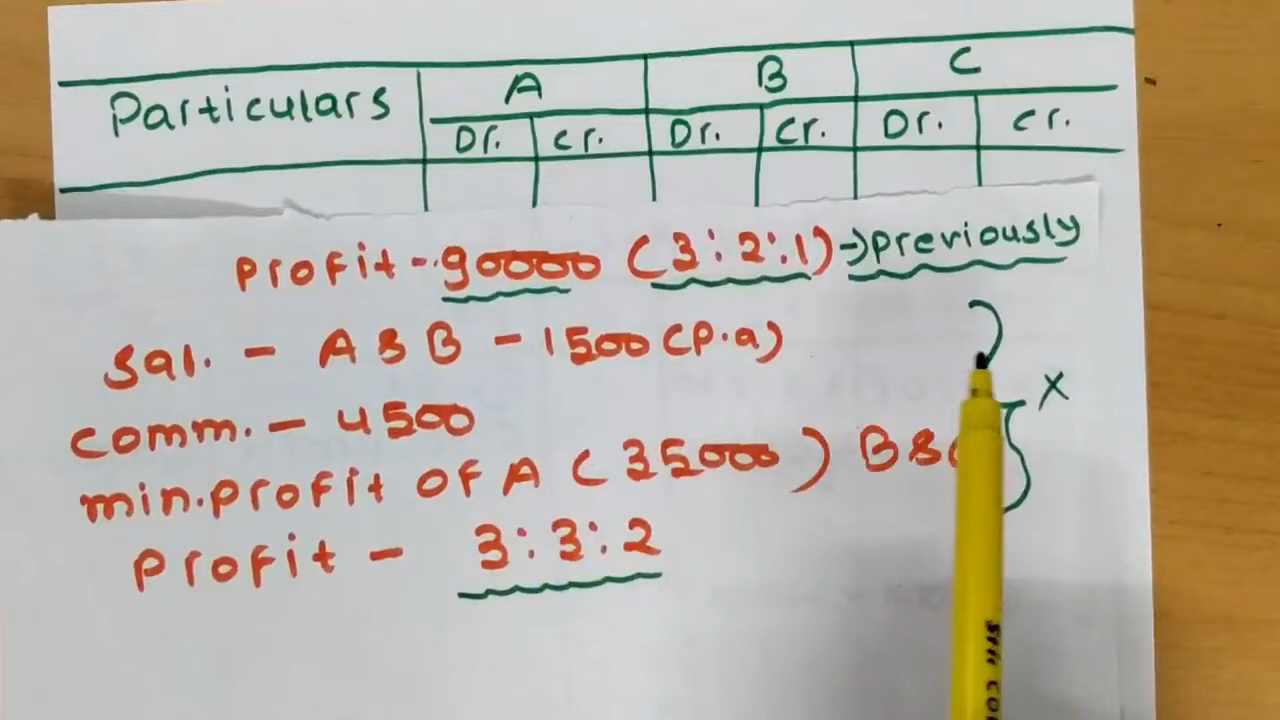 Particulars A B C
Dr. Cr. Dr. Cr. Dr. Cr.
Profit - 90000 (3:2:1) → Previously
Sal. - A & B - 1500 (P.a)
Comm. - 4500
min. profit OF A (35000) B &
Profit - 3:3:2
x